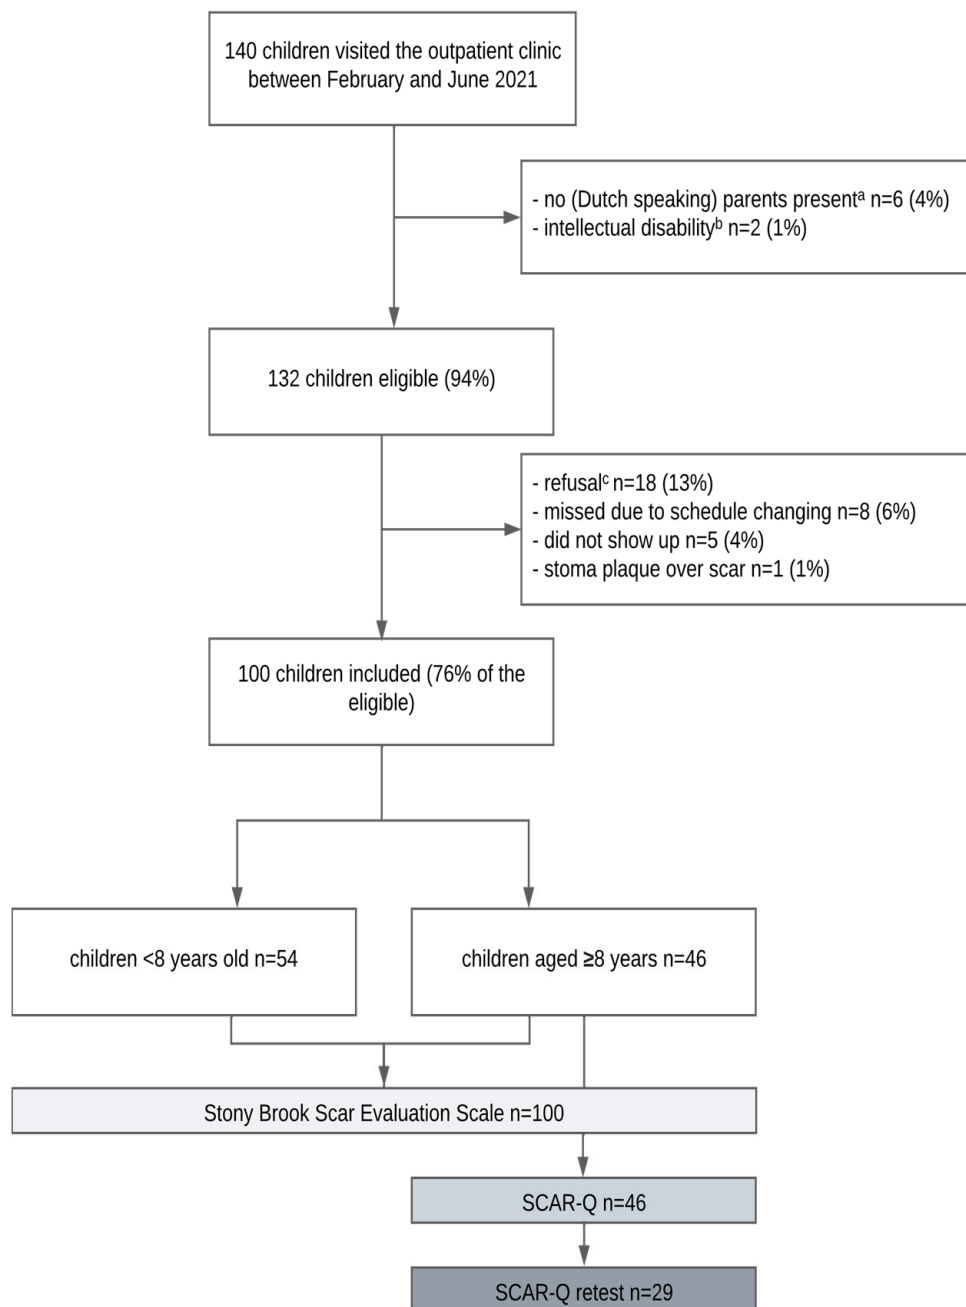 140 children visited the outpatient clinic
between February and June 2021
- no (Dutch speaking) parents presentᵃ n=6 (4%)
- intellectual disabilityᵇ n=2 (1%)
132 children eligible (94%)
- refusalᶜ n=18 (13%)
- missed due to schedule changing n=8 (6%)
- did not show up n=5 (4%)
- stoma plaque over scar n=1 (1%)
100 children included (76% of the
eligible)
children <8 years old n=54
children aged ≥8 years n=46
Stony Brook Scar Evaluation Scale n=100
SCAR-Q n=46
SCAR-Q retest n=29